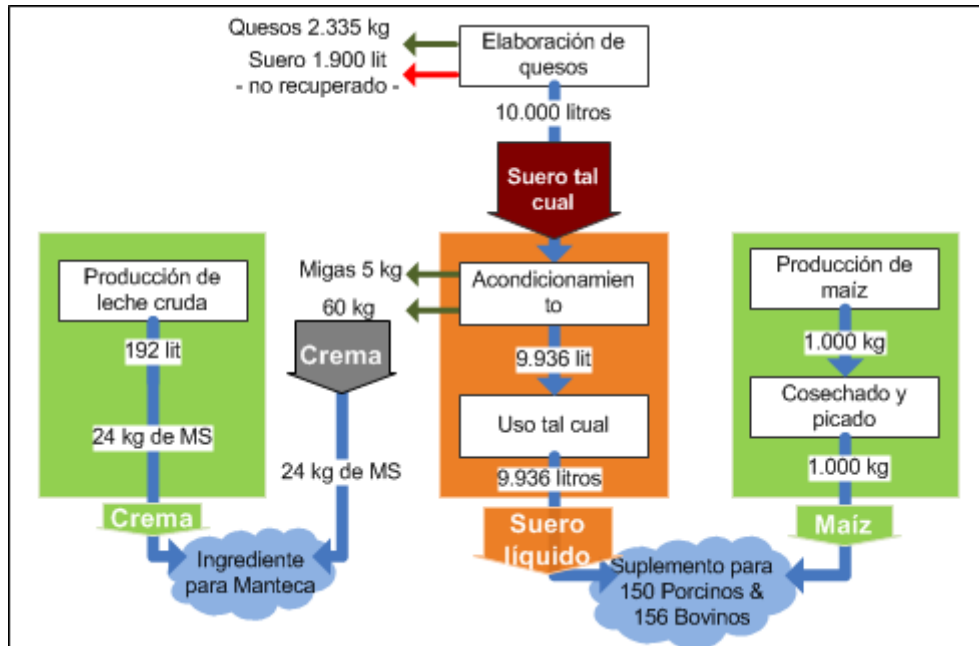 Quesos 2.335 kg
Suero 1.900 lit
- no recuperado -
Elaboración de
quesos
10.000 litros
Suero tal
cual
Producción de
leche cruda
192 lit
24 kg de MS
Crema
Migas 5 kg
60 kg
Crema
24 kg de MS
Ingrediente
para Manteca
Acondicionamien
to
9.936 lit
Uso tal cual
9.936 litros
Suero
líquido
Producción de
maíz
1.000 kg
Cosechado y
picado
1.000 kg
Maíz
Suplemento para
150 Porcinos &
156 Bovinos